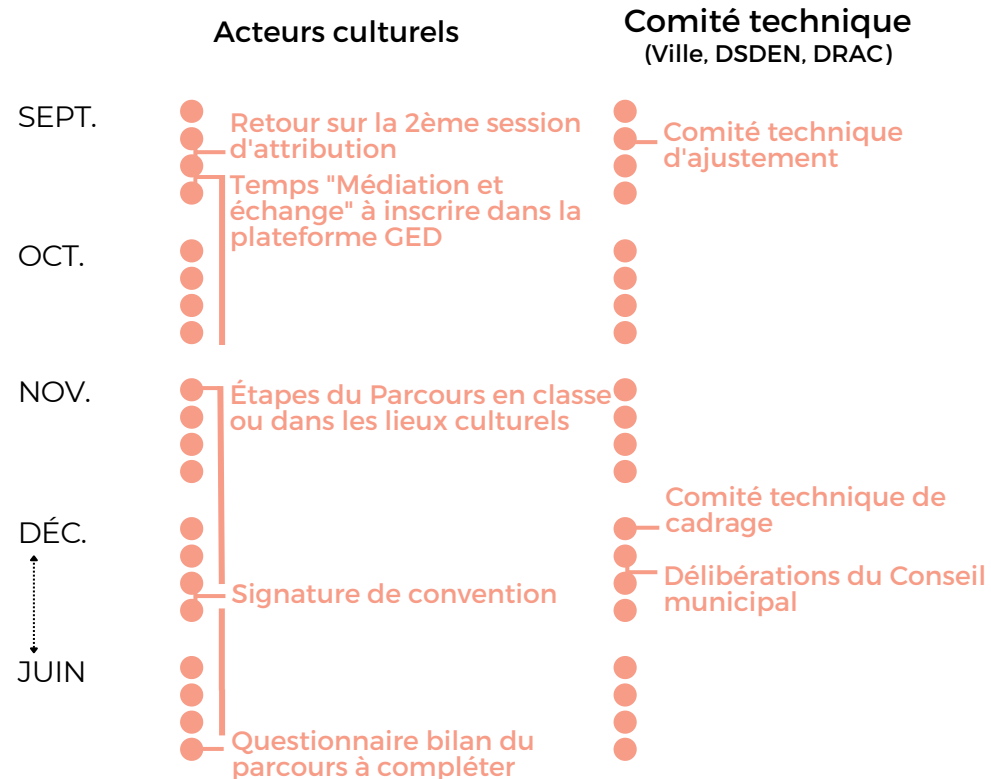 Acteurs culturels
Comité technique
(Ville, DSDEN, DRAC)
SEPT.
Retour sur la 2ème session
d'attribution
Temps "Médiation et
échange" à inscrire dans la
plateforme GED
Comité technique
d'ajustement
OCT.
NOV.
Étapes du Parcours en classe
ou dans les lieux culturels
DÉC.
Comité technique de
cadrage
Signature de convention
Délibérations du Conseil
municipal
JUIN
Questionnaire bilan du
parcours à compléter